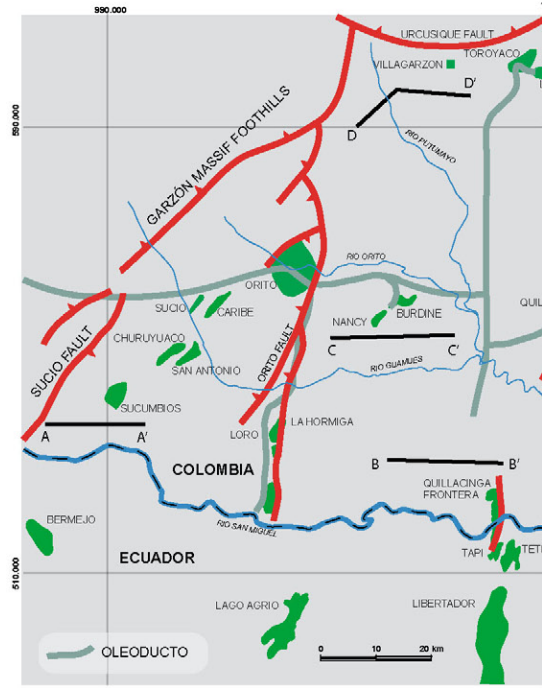 990.000
URCUSIQUE FAULT
TOROYACO
VILLAGARZON
D'
590.000
D
GARZÓN MASSIF FOOTHILLS
RIO PUTUMAYO
RIO ORITO
ORITO
SUCIO
CARIBE
BURDINE
NANCY
QUIL
CHURUYUACO
SAN ANTONIO
C
C'
RIO GUAMUES
ORITO FAULT
SUCIO FAULT
SUCUMBIOS
A
A'
LORO
LA HORMIGA
COLOMBIA
B
B'
QUILLACINGA
FRONTERA
RIO SAN MIGUEL
BERMEJO
ECUADOR
TAPI
TETE
510.000
LAGO AGRIO
LIBERTADOR
OLEODUCTO
0 10 20 km